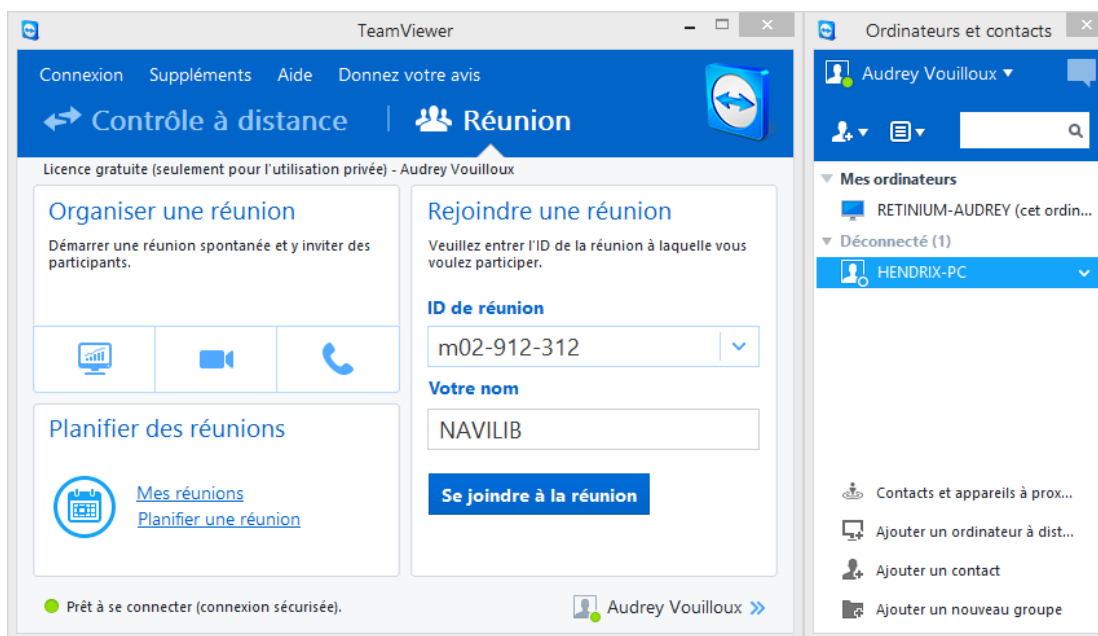 TeamViewer
Connexion Suppléments Aide Donnez votre avis
Contrôle à distance
Réunion
Licence gratuite (seulement pour l'utilisation privée) - Audrey Vouilloux
Organiser une réunion
Démarrer une réunion spontanée et y inviter des
participants.
Planifier des réunions
Mes réunions
Planifier une réunion
Rejoindre une réunion
Veuillez entrer l'ID de la réunion à laquelle vous
voulez participer.
ID de réunion
m02-912-312
Votre nom
NAVILIB
Se joindre à la réunion
Prêt à se connecter (connexion sécurisée).
Audrey Vouilloux
Ordinateurs et contacts
Audrey Vouilloux
Mes ordinateurs
RETINIUM-AUDREY (cet ordin...
Déconnecté (1)
HENDRIX-PC
Contacts et appareils à prox...
Ajouter un ordinateur à dist...
Ajouter un contact
Ajouter un nouveau groupe